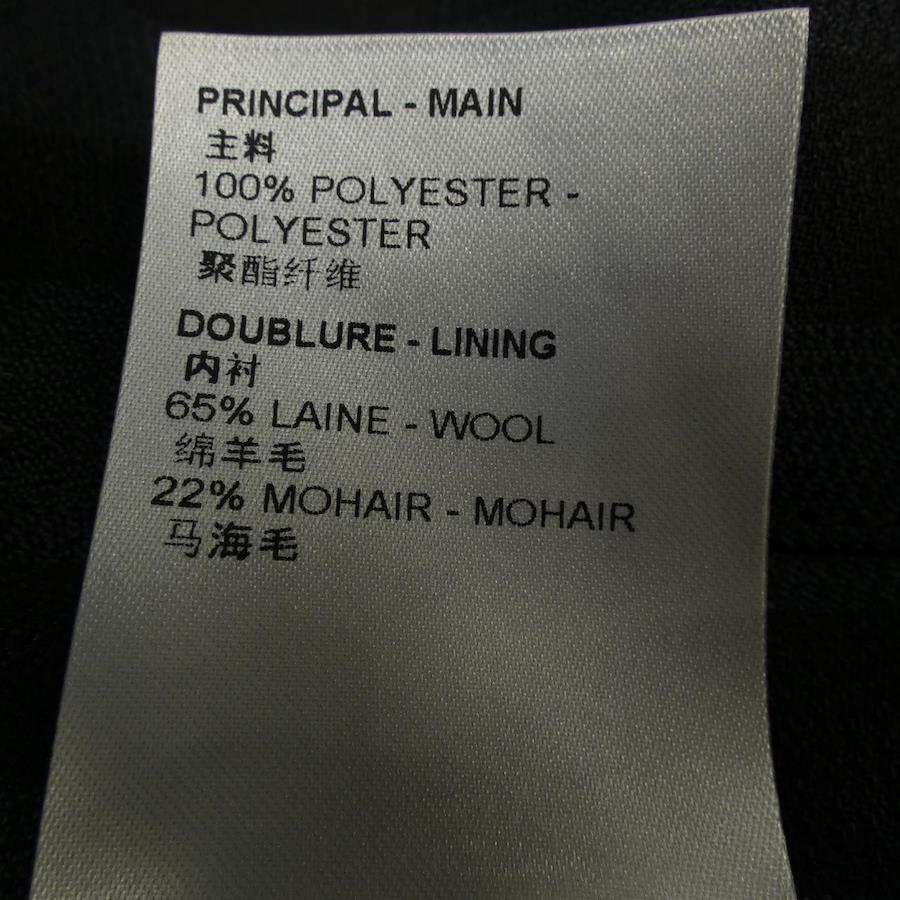 PRINCIPAL - MAIN
主料
100% POLYESTER -
POLYESTER
聚酯纤维
DOUBLURE - LINING
内衬
65% LAINE - WOOL
绵羊毛
22% MOHAIR - MOHAIR
马海毛